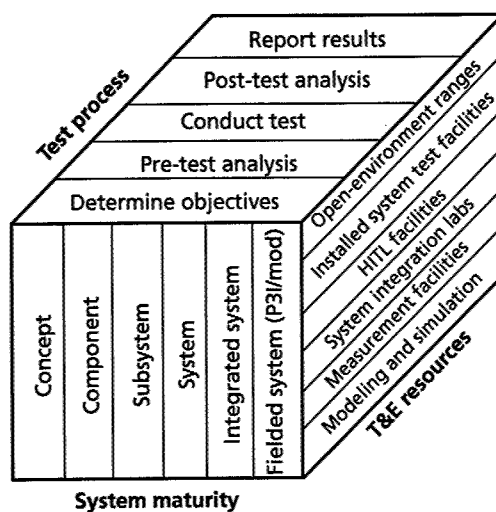 Test process
Report results
Post-test analysis
Conduct test
Pre-test analysis
Determine objectives
Open-environment ranges
Installed system test facilities
HITL facilities
System integration labs
Measurement facilities
Modeling and simulation
T&E resources
Concept
Component
Subsystem
System
Integrated system
Fielded system (P3I/mod)
System maturity